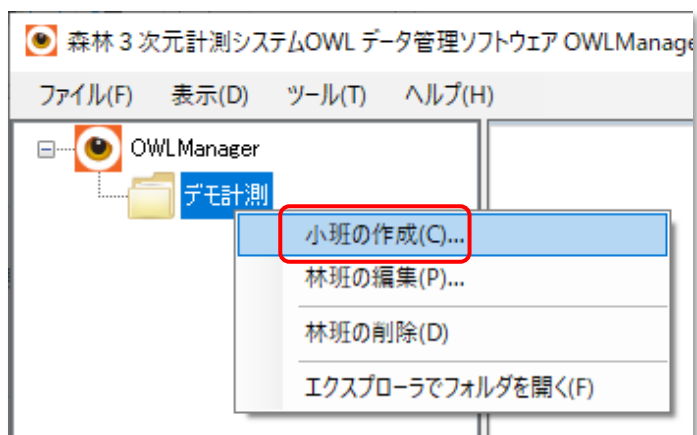 森林３次元計測システムOWL データ管理ソフトウェア OWLManage
ファイル(F) 表示(D) ツール(T) ヘルプ(H)
OWLManager
デモ計測
小班の作成(C)...
林班の編集(P)...
林班の削除(D)
エクスプローラでフォルダを開く(F)